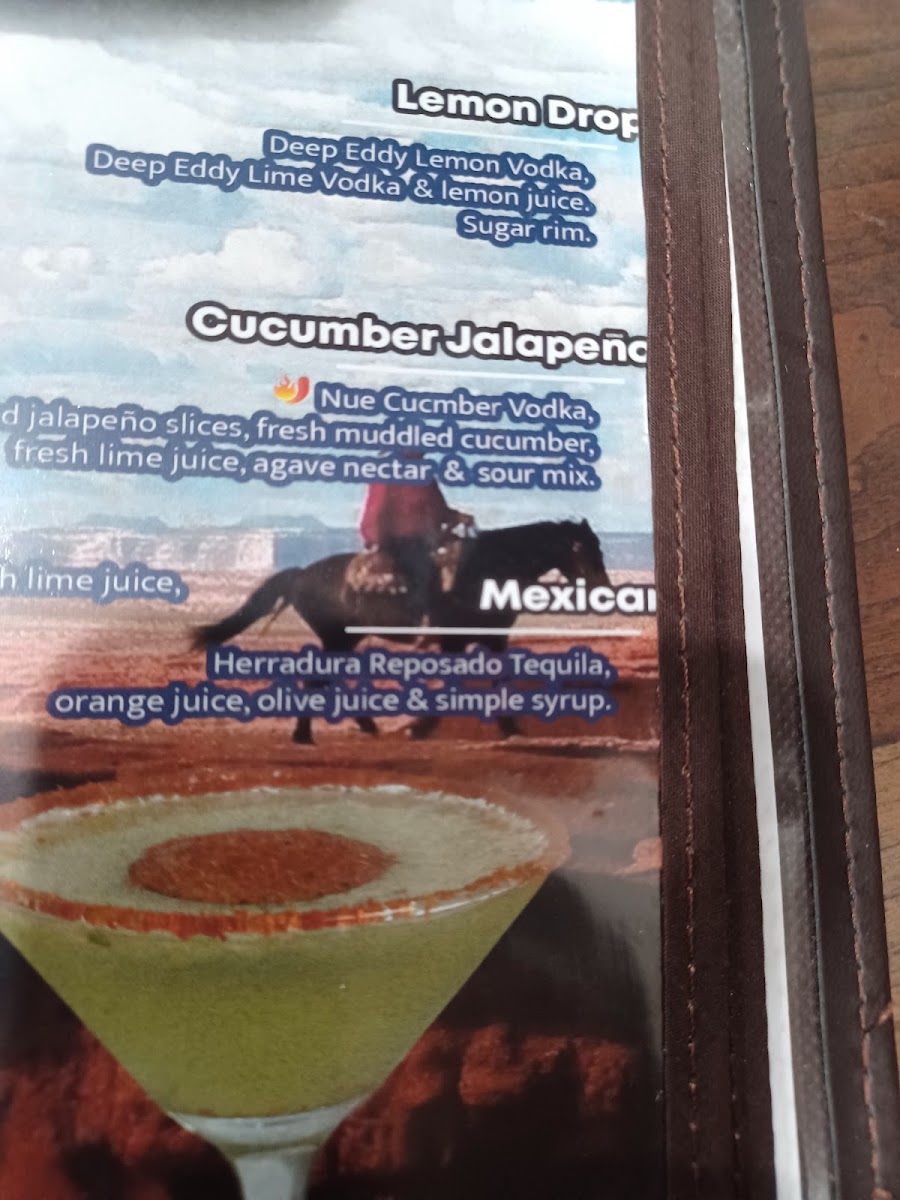 Lemon Drop
Deep Eddy Lemon Vodka,
Deep Eddy Lime Vodka & lemon juice.
Sugar rim.
Cucumber Jalapeño
Nue Cucmber Vodka,
d jalapeño slices, fresh muddled cucumber,
fresh lime juice, agave nectar & sour mix.
h lime juice,
Mexican
Herradura Reposado Tequila,
orange juice, olive juice & simple syrup.